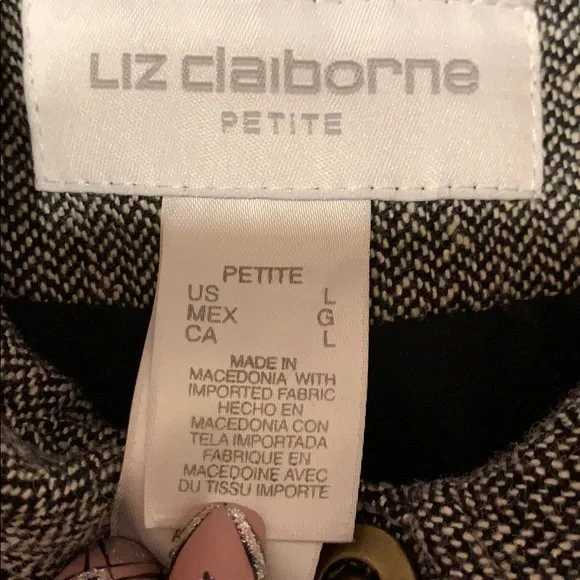 LIZ claiborne
PETITE
PETITE
US L
MEX G
CA L
MADE IN
MACEDONIA WITH
IMPORTED FABRIC
HECHO EN
MACEDONIA CON
TELA IMPORTADA
FABRIQUE EN
MACEDOINE AVEC
DU TISSU IMPORTE